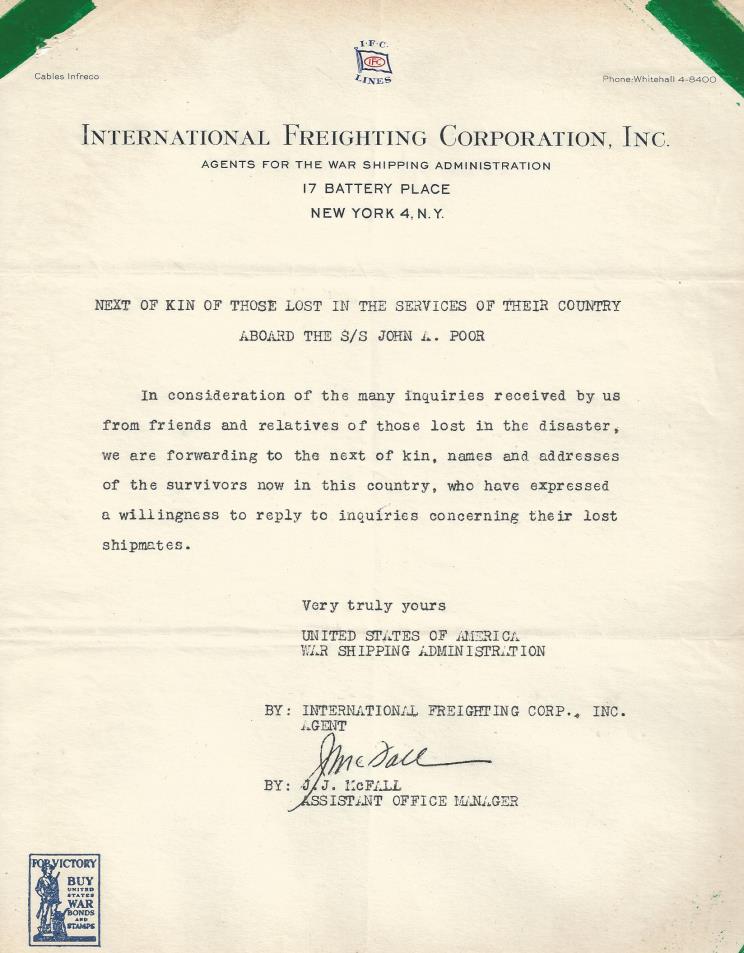 I·F·C·
IFC
LINES
Cables Infreco
Phone:Whitehall 4-8400
INTERNATIONAL FREIGHTING CORPORATION, INC.
AGENTS FOR THE WAR SHIPPING ADMINISTRATION
17 BATTERY PLACE
NEW YORK 4, N.Y.
NEXT OF KIN OF THOSE LOST IN THE SERVICES OF THEIR COUNTRY
ABOARD THE S/S JOHN A. POOR
In consideration of the many inquiries received by us
from friends and relatives of those lost in the disaster,
we are forwarding to the next of kin, names and addresses
of the survivors now in this country, who have expressed
a willingness to reply to inquiries concerning their lost
shipmates.
Very truly yours
UNITED STATES OF AMERICA
WAR SHIPPING ADMINISTRATION
BY: INTERNATIONAL FREIGHTING CORP., INC.
AGENT
JJMcFall
BY: J.J. McFALL
ASSISTANT OFFICE MANAGER
FOR VICTORY
BUY
UNITED
STATES
WAR
BONDS
AND
STAMPS